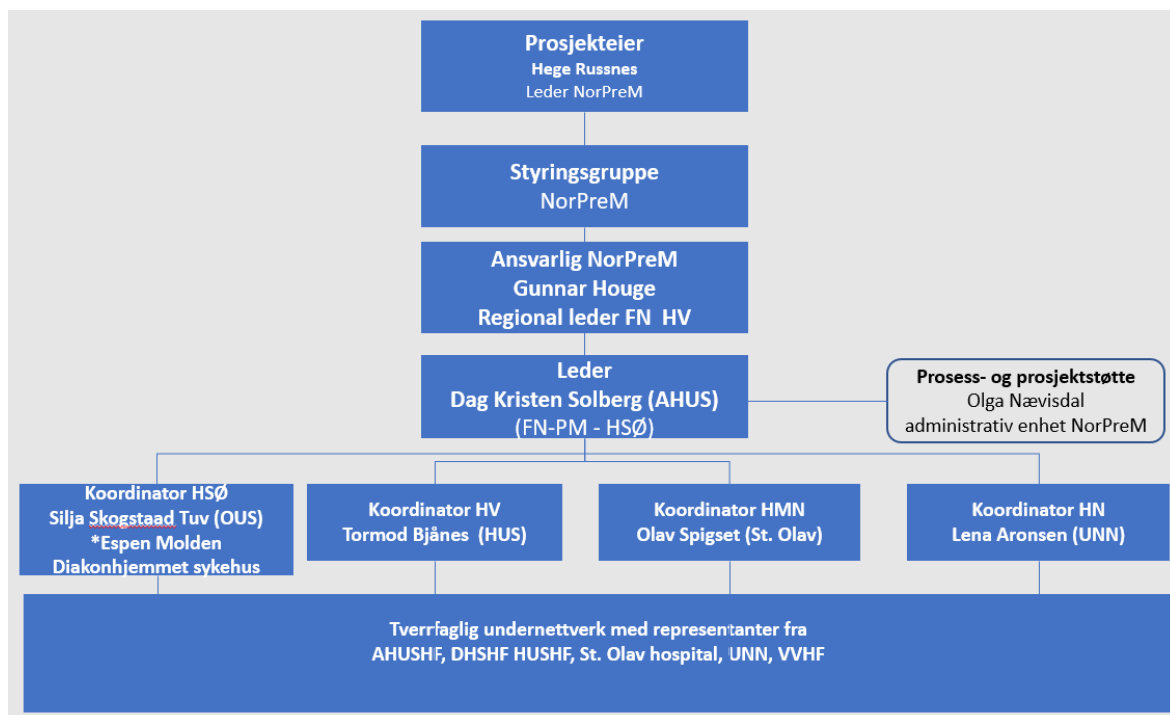 Prosjekteier
Hege Russnes
Leder NorPreM
Styringsgruppe
NorPreM
Ansvarlig NorPreM
Gunnar Houge
Regional leder FN  HV
Leder
Dag Kristen Solberg (AHUS)
(FN-PM - HSØ)
Prosess- og prosjektstøtte
Olga Nævisdal
administrativ enhet NorPreM
Koordinator HSØ
Silja Skogstaad Tuv (OUS)
*Espen Molden
Diakonhjemmet sykehus
Koordinator HV
Tormod Bjånes  (HUS)
Koordinator HMN
Olav Spigset (St. Olav)
Koordinator HN
Lena Aronsen (UNN)
Tverrfaglig undernettverk med representanter fra
AHUSHF, DHSHF HUSHF, St. Olav hospital, UNN, VVHF